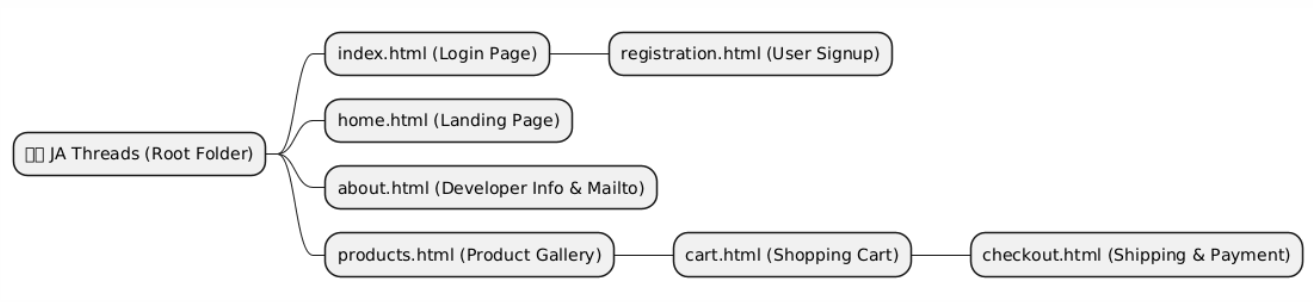 index.html (Login Page)
registration.html (User Signup)
home.html (Landing Page)
JA Threads (Root Folder)
about.html (Developer Info & Mailto)
products.html (Product Gallery)
cart.html (Shopping Cart)
checkout.html (Shipping & Payment)